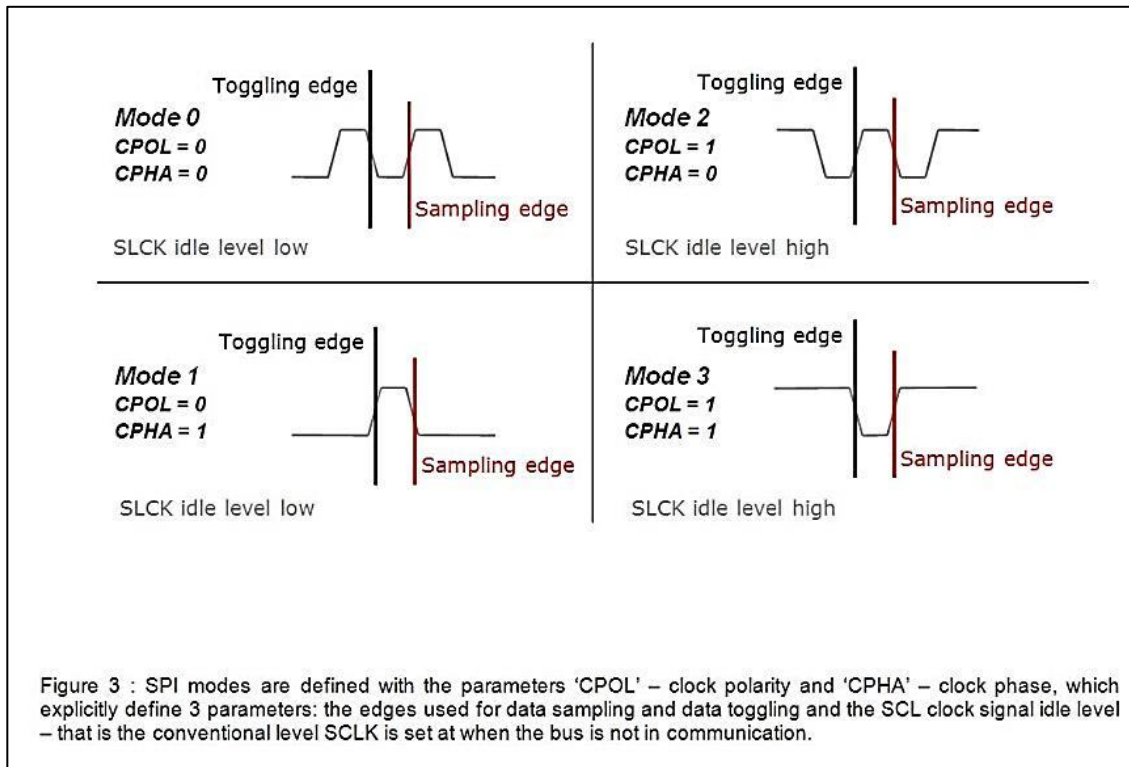 Toggling edge
Mode 0
CPOL = 0
CPHA = 0
Sampling edge
SLCK idle level low
Toggling edge
Mode 2
CPOL = 1
CPHA = 0
Sampling edge
SLCK idle level high
Toggling edge
Mode 1
CPOL = 0
CPHA = 1
Sampling edge
SLCK idle level low
Toggling edge
Mode 3
CPOL = 1
CPHA = 1
Sampling edge
SLCK idle level high
Figure 3 : SPI modes are defined with the parameters ‘CPOL’ – clock polarity and ‘CPHA’ – clock phase, which
explicitly define 3 parameters: the edges used for data sampling and data toggling and the SCL clock signal idle level
– that is the conventional level SCLK is set at when the bus is not in communication.